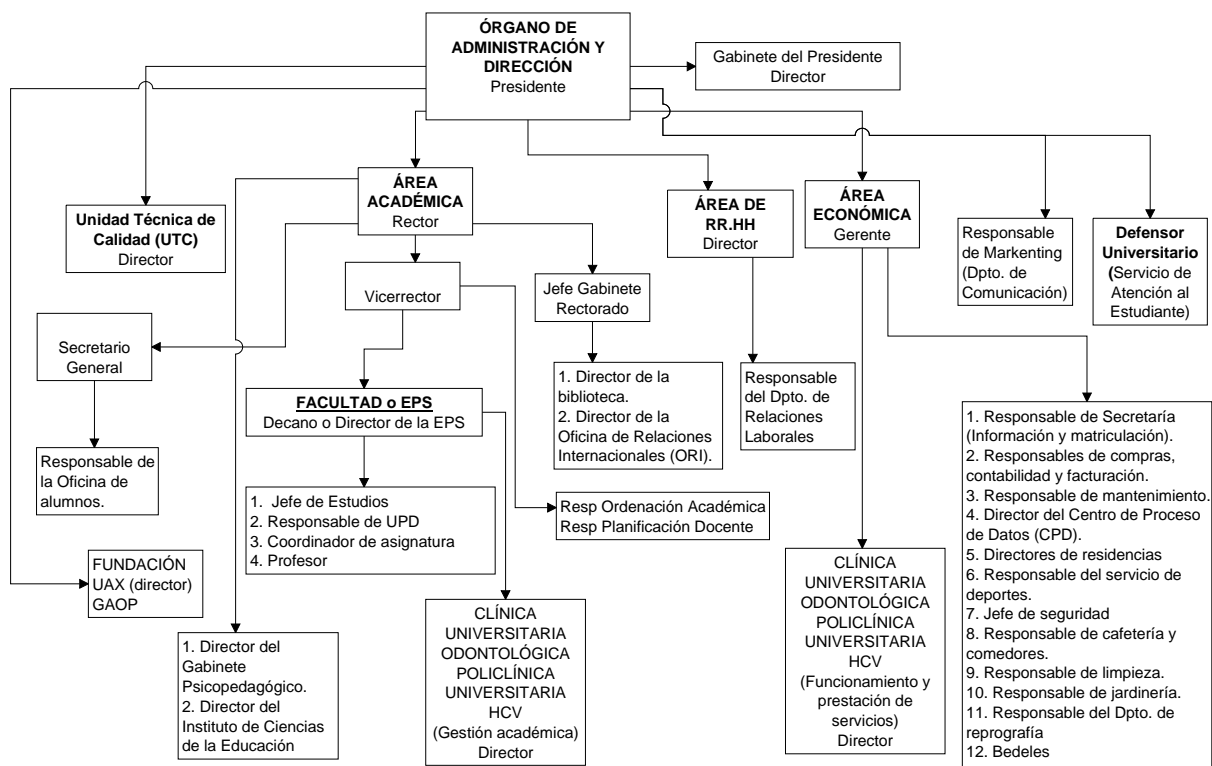 ÓRGANO DE
ADMINISTRACIÓN Y
DIRECCIÓN
Presidente
Gabinete del Presidente
Director
Unidad Técnica de
Calidad (UTC)
Director
ÁREA
ACADÉMICA
Rector
ÁREA DE
RR.HH
Director
ÁREA
ECONÓMICA
Gerente
Responsable
de Markenting
(Dpto. de
Comunicación)
Defensor
Universitario
(Servicio de
Atención al
Estudiante)
Vicerrector
Jefe Gabinete
Rectorado
Secretario
General
FACULTAD o EPS
Decano o Director de la EPS
1. Director de la
biblioteca.
2. Director de la
Oficina de Relaciones
Internacionales (ORI).
Responsable
del Dpto. de
Relaciones
Laborales
Responsable de
la Oficina de
alumnos.
1. Jefe de Estudios
2. Responsable de UPD
3. Coordinador de asignatura
4. Profesor
Resp Ordenación Académica
Resp Planificación Docente
FUNDACIÓN
UAX (director)
GAOP
1. Director del
Gabinete
Psicopedagógico.
2. Director del
Instituto de Ciencias
de la Educación
CLÍNICA
UNIVERSITARIA
ODONTOLÓGICA
POLICLÍNICA
UNIVERSITARIA
HCV
(Gestión académica)
Director
CLÍNICA
UNIVERSITARIA
ODONTOLÓGICA
POLICLÍNICA
UNIVERSITARIA
HCV
(Funcionamiento y
prestación de
servicios)
Director
1. Responsable de Secretaría
(Información y matriculación).
2. Responsables de compras,
contabilidad y facturación.
3. Responsable de mantenimiento.
4. Director del Centro de Proceso
de Datos (CPD).
5. Directores de residencias
6. Responsable del servicio de
deportes.
7. Jefe de seguridad
8. Responsable de cafetería y
comedores.
9. Responsable de limpieza.
10. Responsable de jardinería.
11. Responsable del Dpto. de
reprografía
12. Bedeles